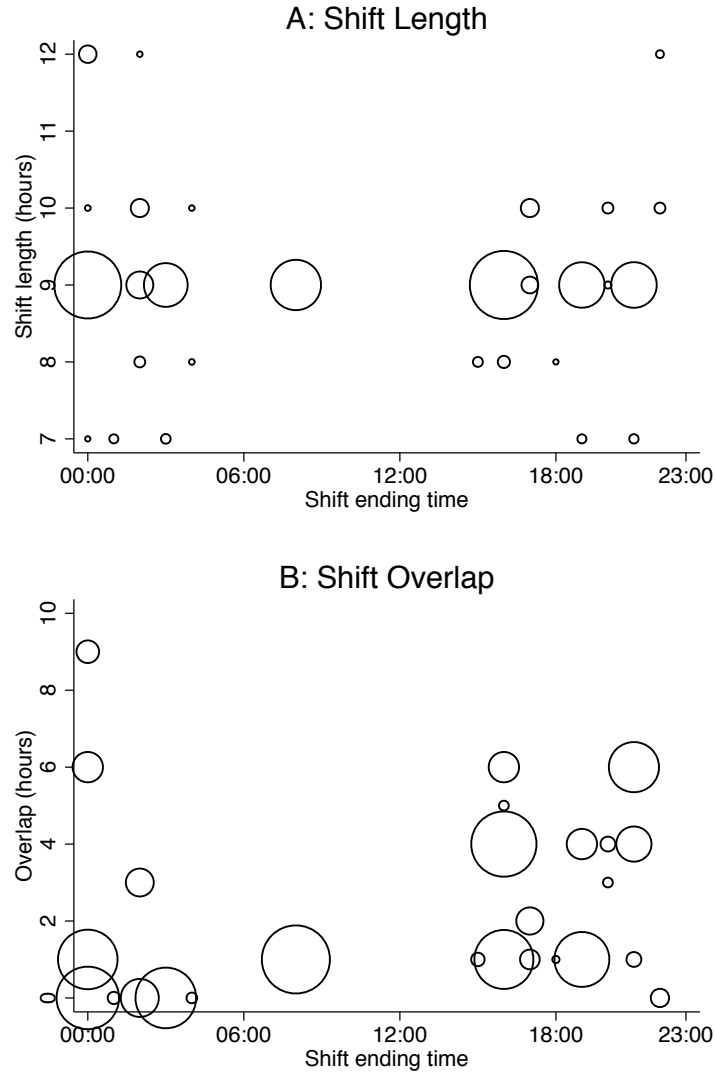 A: Shift Length
Shift length (hours)
12
11
10
9
8
7
00:00 06:00 12:00 18:00 23:00
Shift ending time
B: Shift Overlap
Overlap (hours)
10
8
6
4
2
0
00:00 06:00 12:00 18:00 23:00
Shift ending time